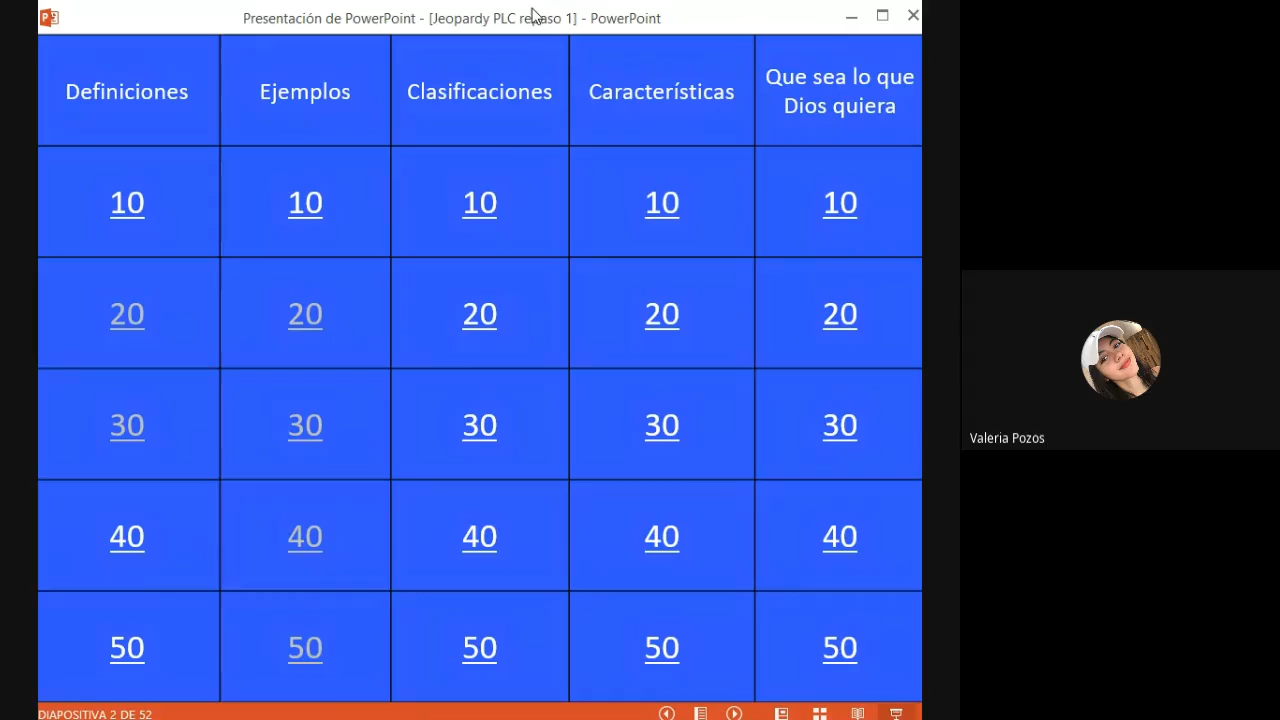 Presentación de PowerPoint - [Jeopardy PLC repaso 1] - PowerPoint
Definiciones Ejemplos Clasificaciones Características Que sea lo que
Dios quiera
10 10 10 10 10
20 20 20 20 20
30 30 30 30 30
40 40 40 40 40
50 50 50 50 50
Valeria Pozos
DIAPOSITIVA 2 DE 52